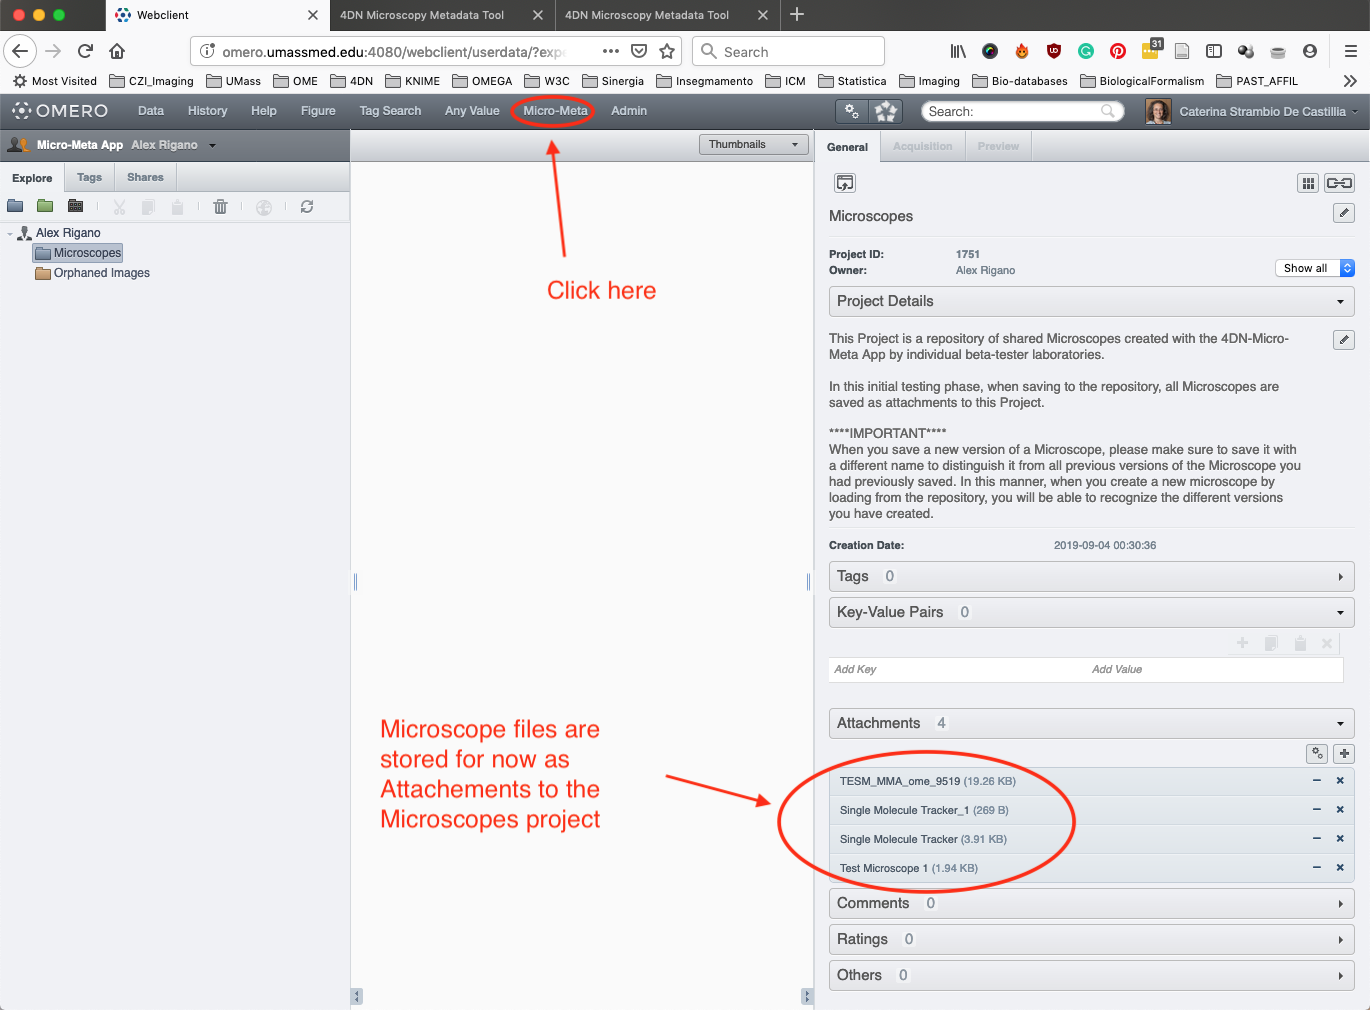 Webclient
4DN Microscopy Metadata Tool
4DN Microscopy Metadata Tool
omero.umassmed.edu:4080/webclient/userdata/?expe
Search
31
Most Visited
CZI_Imaging
UMass
OME
4DN
KNIME
OMEGA
W3C
Sinergia
Insegnamento
ICM
Statistica
Imaging
Bio-databases
BiologicalFormalism
PAST_AFFIL
OMERO
Data
History
Help
Figure
Tag Search
Any Value
Micro-Meta
Admin
Search:
Caterina Strambio De Castillia
Micro-Meta App Alex Rigano
Thumbnails
General
Acquisition
Preview
Explore
Tags
Shares
Alex Rigano
Microscopes
Orphaned Images
Click here
Microscope files are
stored for now as
Attachements to the
Microscopes project
Microscopes
Project ID: 1751
Owner: Alex Rigano
Show all
Project Details
This Project is a repository of shared Microscopes created with the 4DN-Micro-
Meta App by individual beta-tester laboratories.
In this initial testing phase, when saving to the repository, all Microscopes are
saved as attachments to this Project.
****IMPORTANT****
When you save a new version of a Microscope, please make sure to save it with
a different name to distinguish it from all previous versions of the Microscope you
had previously saved. In this manner, when you create a new microscope by
loading from the repository, you will be able to recognize the different versions
you have created.
Creation Date: 2019-09-04 00:30:36
Tags 0
Key-Value Pairs 0
Add Key
Add Value
Attachments 4
TESM_MMA_ome_9519 (19.26 KB)
Single Molecule Tracker_1 (269 B)
Single Molecule Tracker (3.91 KB)
Test Microscope 1 (1.94 KB)
Comments 0
Ratings 0
Others 0